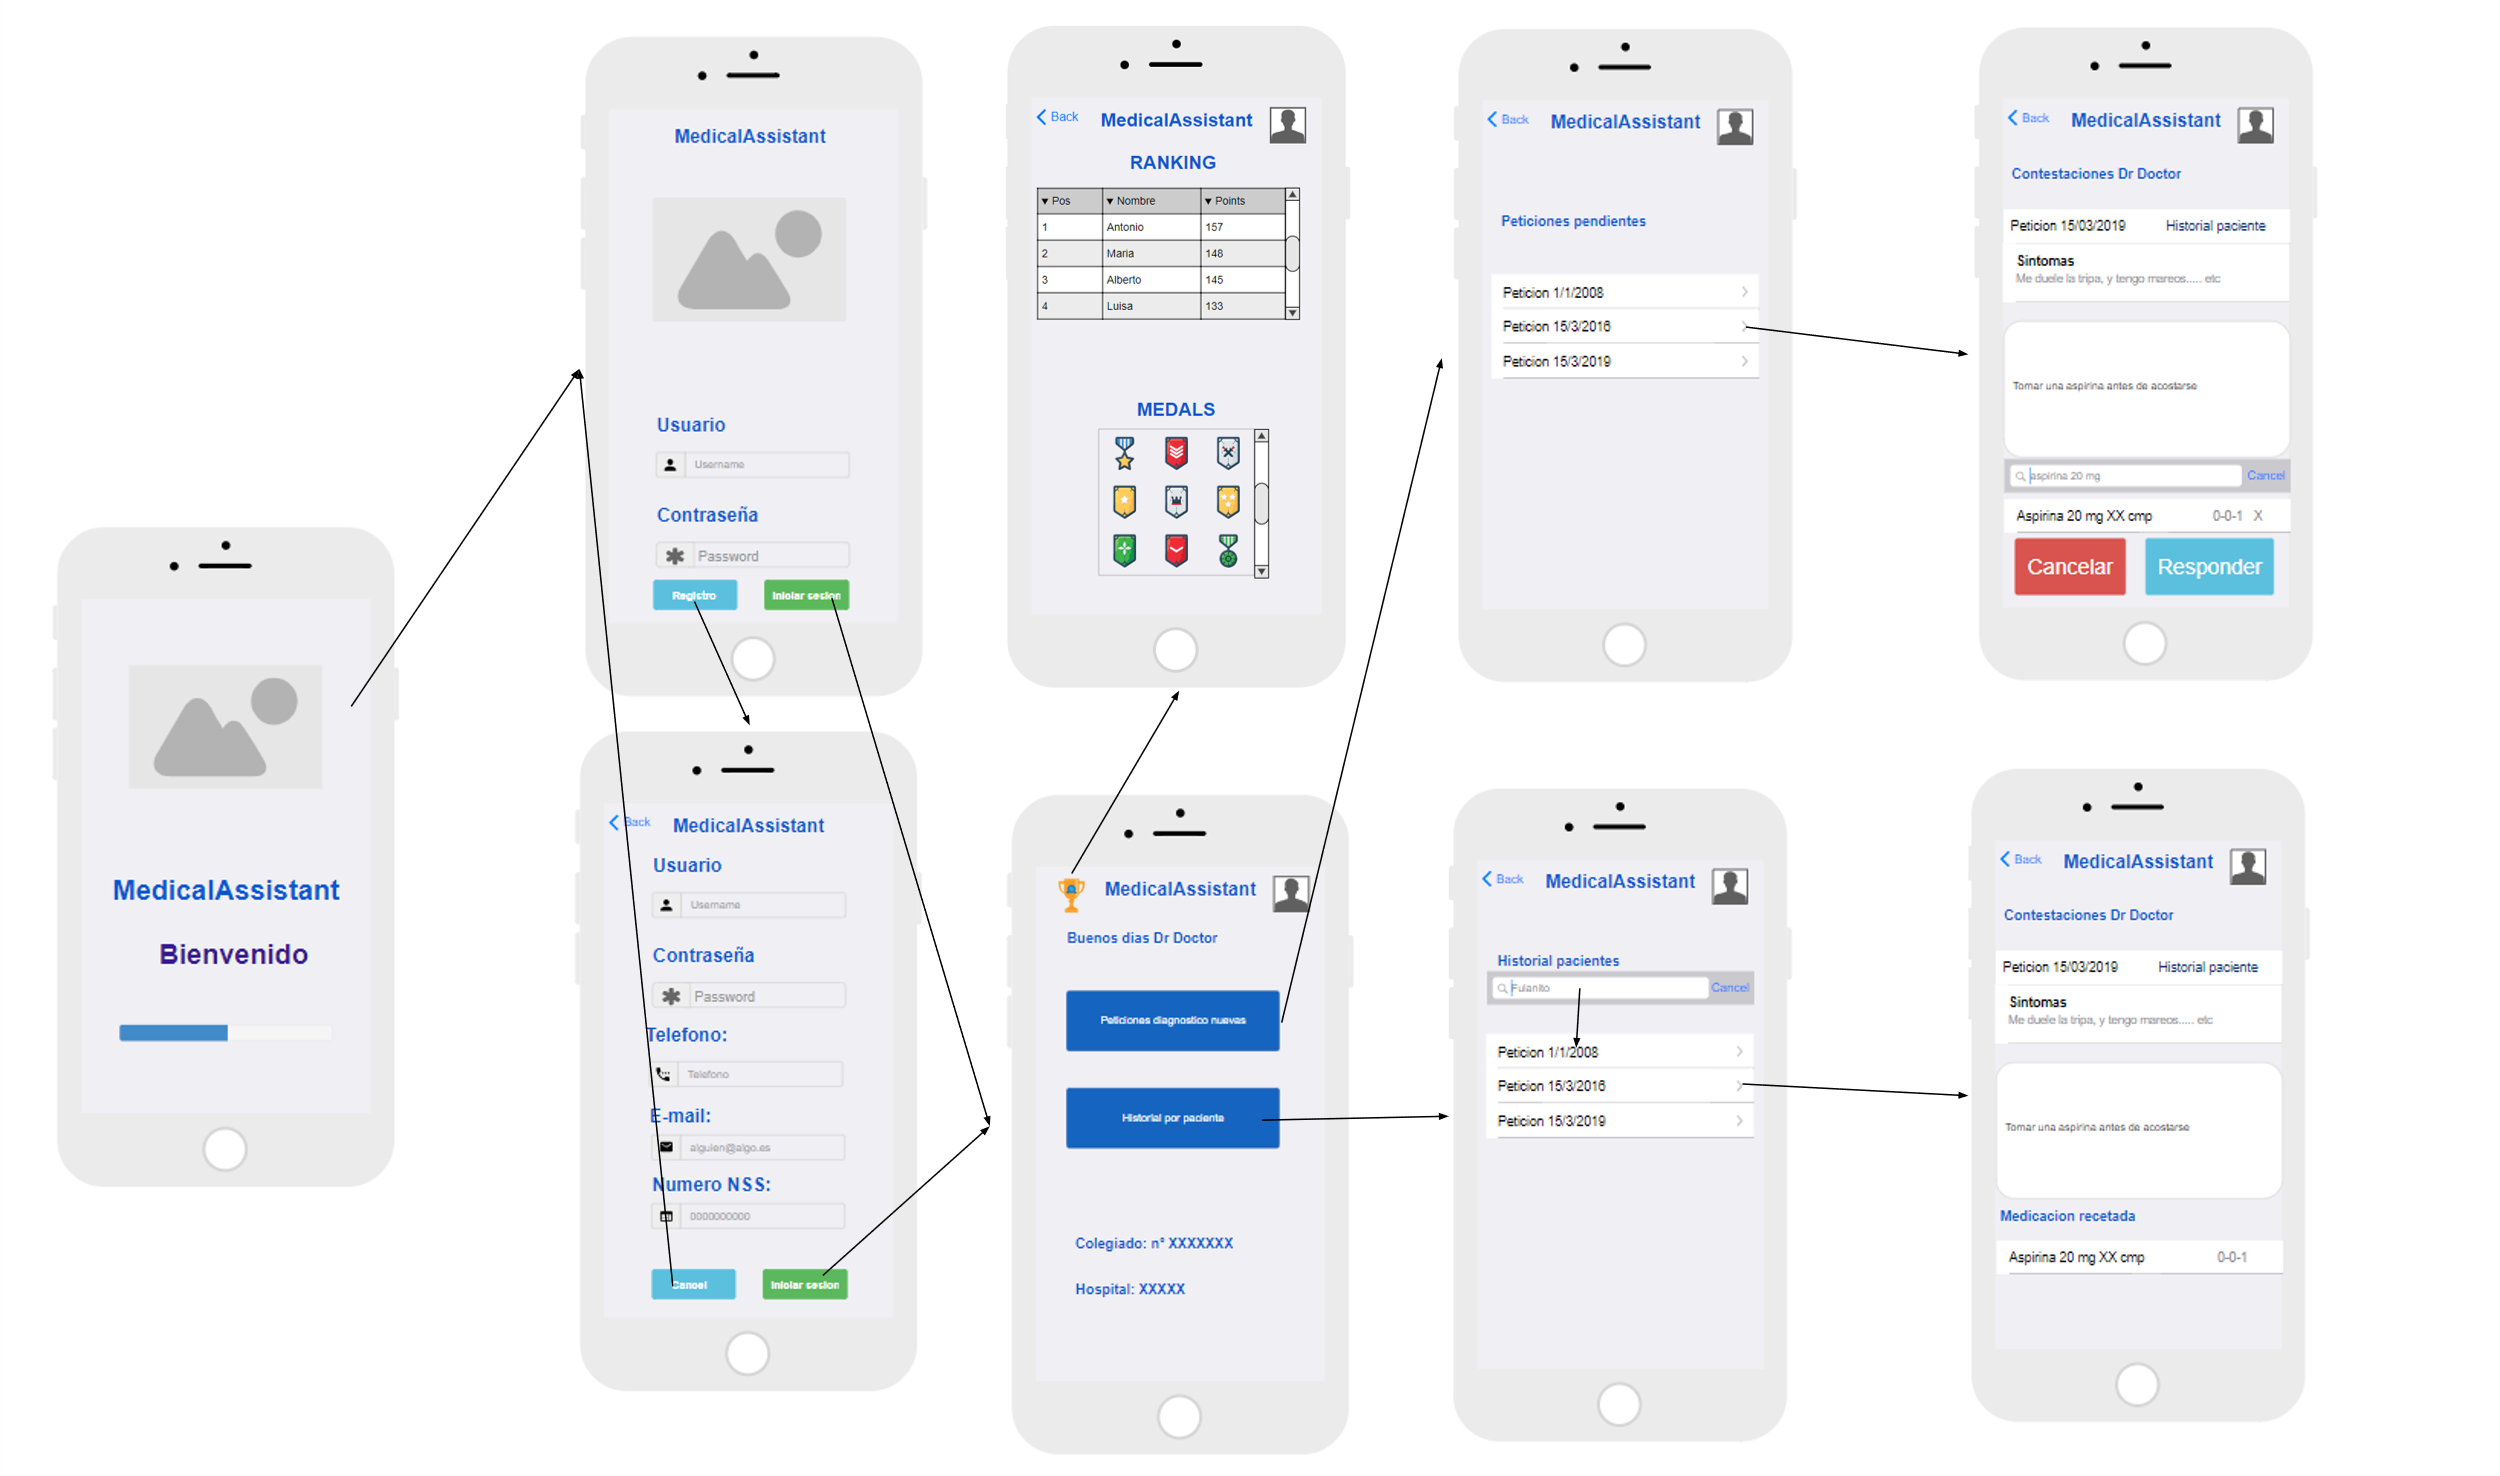 MedicalAssistant
Bienvenido
MedicalAssistant
Usuario
Username
Contraseña
Password
Registro
Iniciar sesion
Back
MedicalAssistant
Usuario
Username
Contraseña
Password
Telefono:
Telefono
E-mail:
alguien@algo.es
Numero NSS:
0000000000
Cancel
Iniciar sesion
Back
MedicalAssistant
RANKING
Pos Nombre Points
1 Antonio 157
2 Maria 148
3 Alberto 145
4 Luisa 133
MEDALS
MedicalAssistant
Buenos dias Dr Doctor
Peticiones diagnostico nuevas
Historial por paciente
Colegiado: nº XXXXXXX
Hospital: XXXXX
Back
MedicalAssistant
Peticiones pendientes
Peticion 1/1/2008
Peticion 15/3/2016
Peticion 15/3/2019
Back
MedicalAssistant
Historial pacientes
Fulanito
Cancel
Peticion 1/1/2008
Peticion 15/3/2016
Peticion 15/3/2019
Back
MedicalAssistant
Contestaciones Dr Doctor
Peticion 15/03/2019 Historial paciente
Sintomas
Me duele la tripa, y tengo mareos..... etc
Tomar una aspirina antes de acostarse
aspirina 20 mg
Cancel
Aspirina 20 mg XX cmp 0-0-1 X
Cancelar
Responder
Back
MedicalAssistant
Contestaciones Dr Doctor
Peticion 15/03/2019 Historial paciente
Sintomas
Me duele la tripa, y tengo mareos..... etc
Tomar una aspirina antes de acostarse
Medicacion recetada
Aspirina 20 mg XX cmp 0-0-1